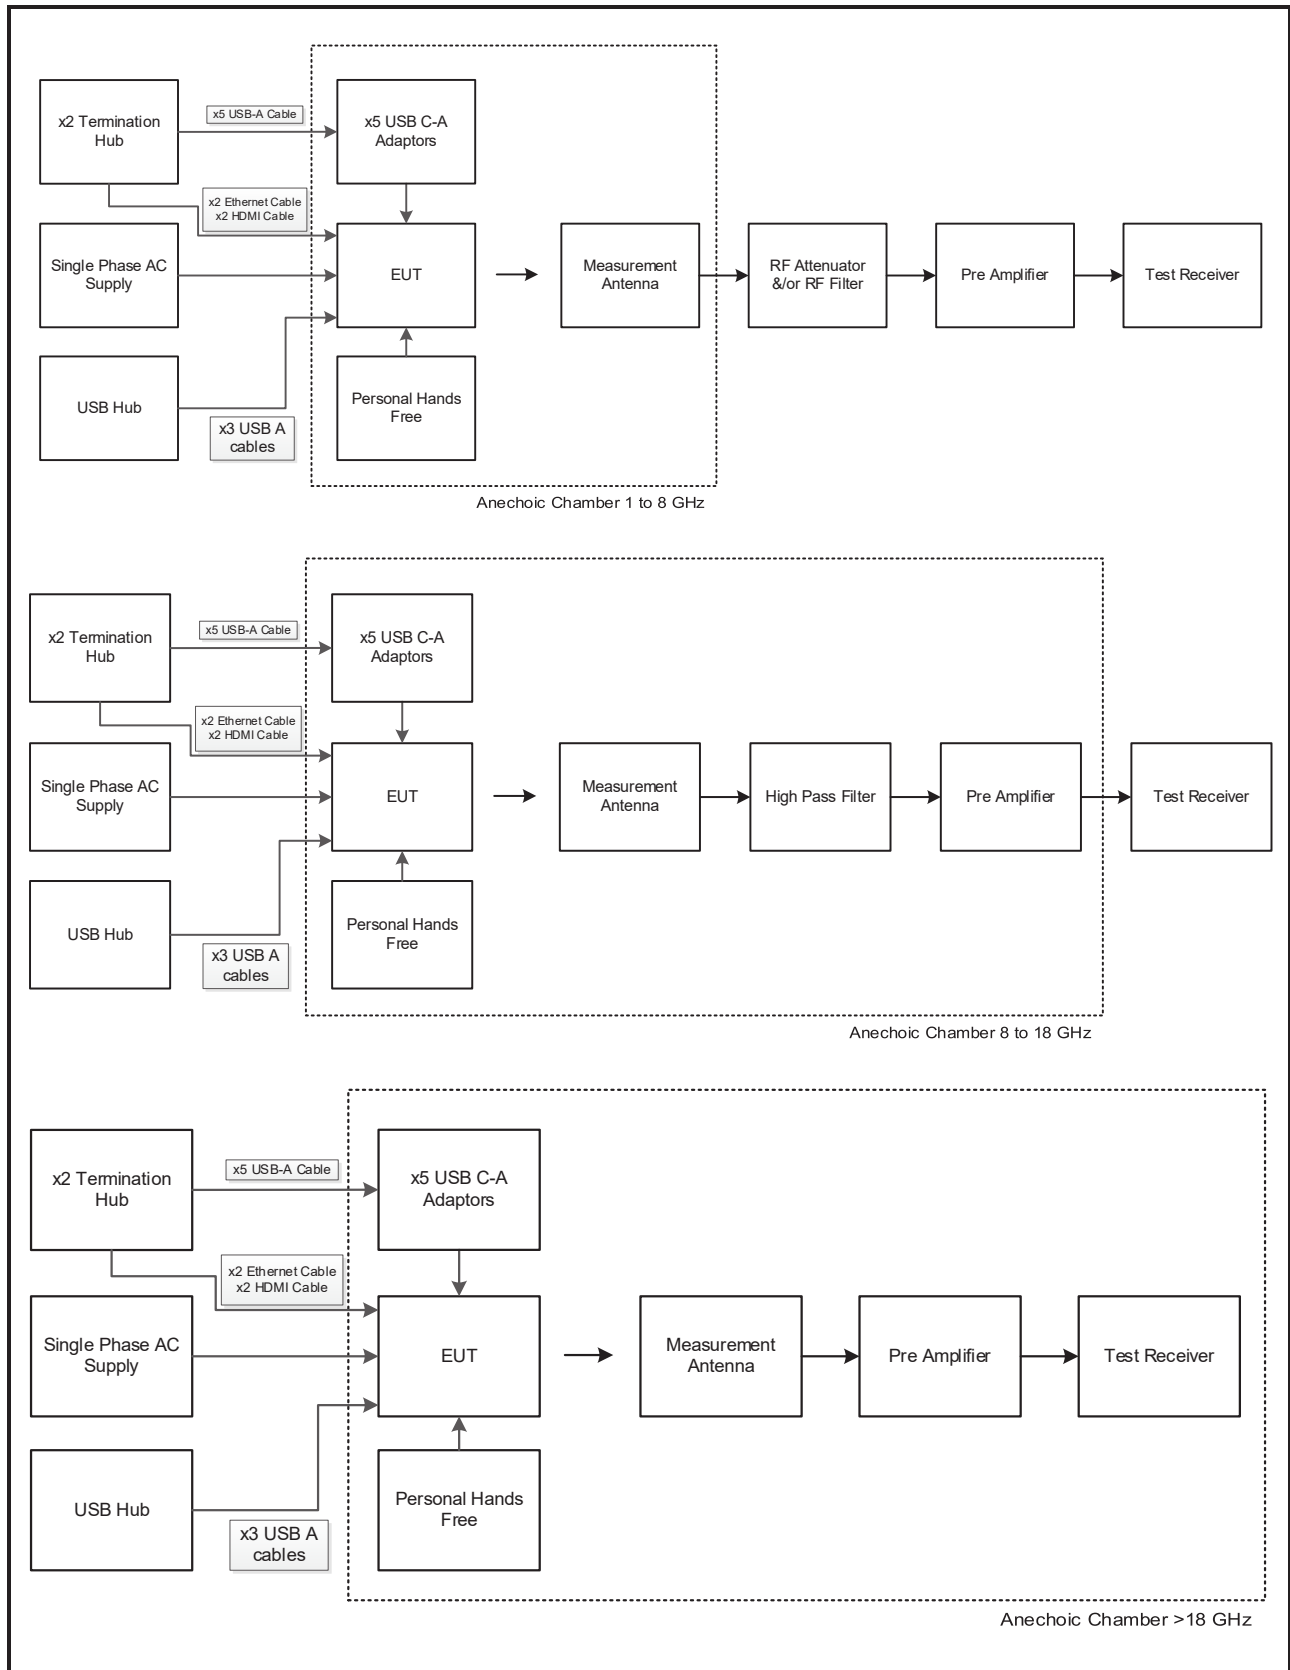 x2 Termination
Hub
x5 USB-A Cable
x5 USB C-A
Adaptors
x2 Ethernet Cable
x2 HDMI Cable
Single Phase AC
Supply
EUT
Measurement
Antenna
RF Attenuator
&/or RF Filter
Pre Amplifier
Test Receiver
USB Hub
x3 USB A
cables
Personal Hands
Free
Anechoic Chamber 1 to 8 GHz
x2 Termination
Hub
x5 USB-A Cable
x5 USB C-A
Adaptors
x2 Ethernet Cable
x2 HDMI Cable
Single Phase AC
Supply
EUT
Measurement
Antenna
High Pass Filter
Pre Amplifier
Test Receiver
USB Hub
x3 USB A
cables
Personal Hands
Free
Anechoic Chamber 8 to 18 GHz
x2 Termination
Hub
x5 USB-A Cable
x5 USB C-A
Adaptors
x2 Ethernet Cable
x2 HDMI Cable
Single Phase AC
Supply
EUT
Measurement
Antenna
Pre Amplifier
Test Receiver
USB Hub
x3 USB A
cables
Personal Hands
Free
Anechoic Chamber >18 GHz